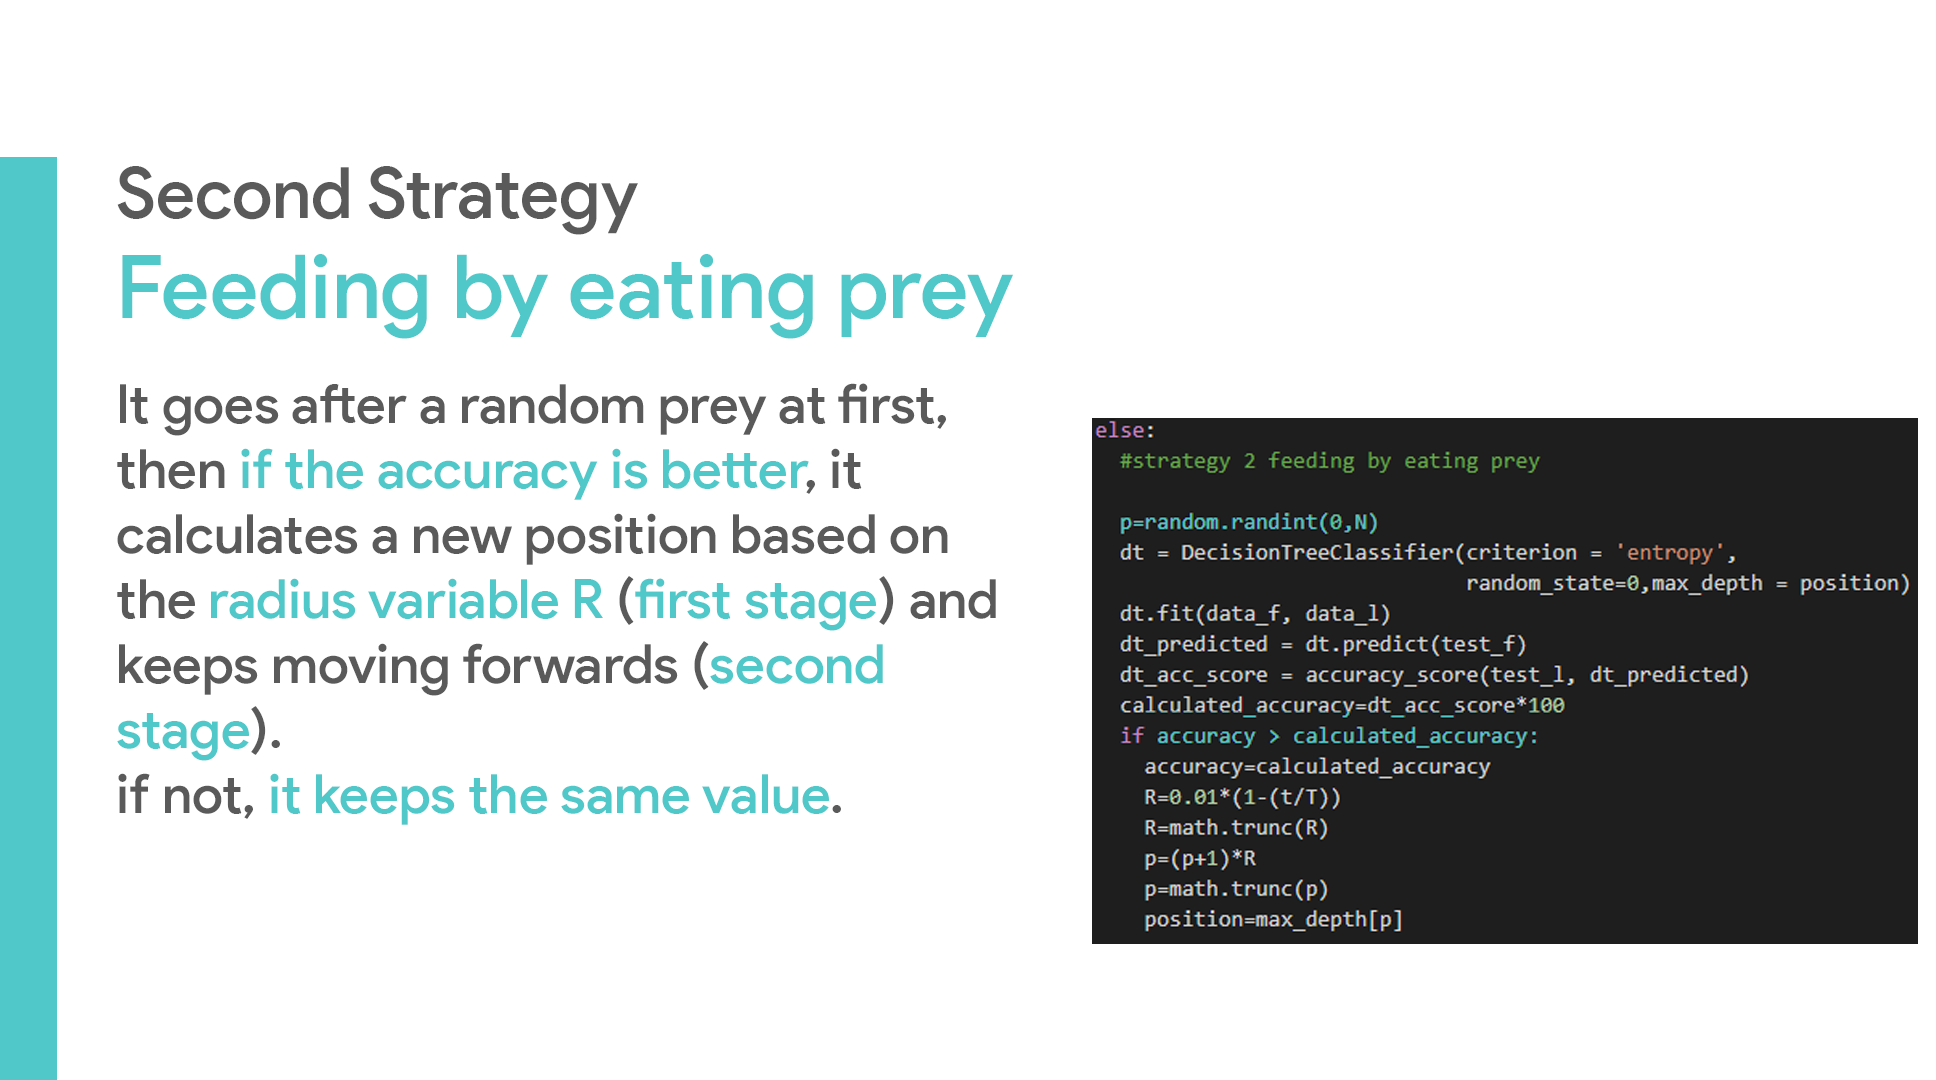 Second Strategy
Feeding by eating prey
It goes after a random prey at first,
then if the accuracy is better, it
calculates a new position based on
the radius variable R (first stage) and
keeps moving forwards (second
stage).
if not, it keeps the same value.
else:
#strategy 2 feeding by eating prey
p=random.randint(0,N)
dt = DecisionTreeClassifier(criterion = 'entropy',
random_state=0,max_depth = position)
dt.fit(data_f, data_l)
dt_predicted = dt.predict(test_f)
dt_acc_score = accuracy_score(test_l, dt_predicted)
calculated_accuracy=dt_acc_score*100
if accuracy > calculated_accuracy:
accuracy=calculated_accuracy
R=0.01*(1-(t/T))
R=math.trunc(R)
p=(p+1)*R
p=math.trunc(p)
position=max_depth[p]